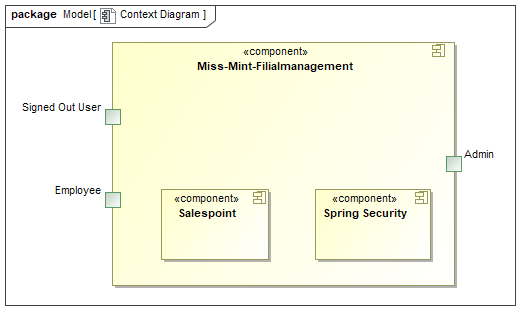 package Model [ Context Diagram ]
«component»
Miss-Mint-Filialmanagement
Signed Out User
Admin
Employee
«component»
Salespoint
«component»
Spring Security